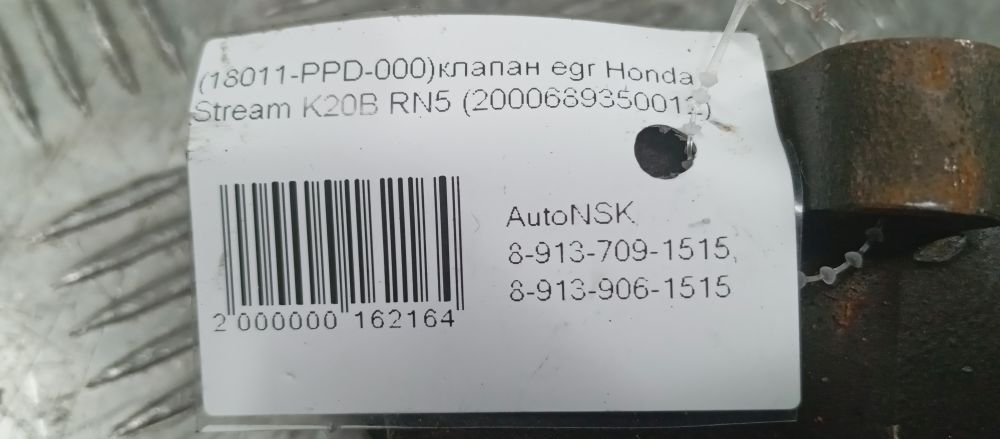 (18011-PPD-000)клапан egr Honda
Stream K20B RN5 (2000689350012)
AutoNSK
8-913-709-1515,
8-913-906-1515
2 000000 162164